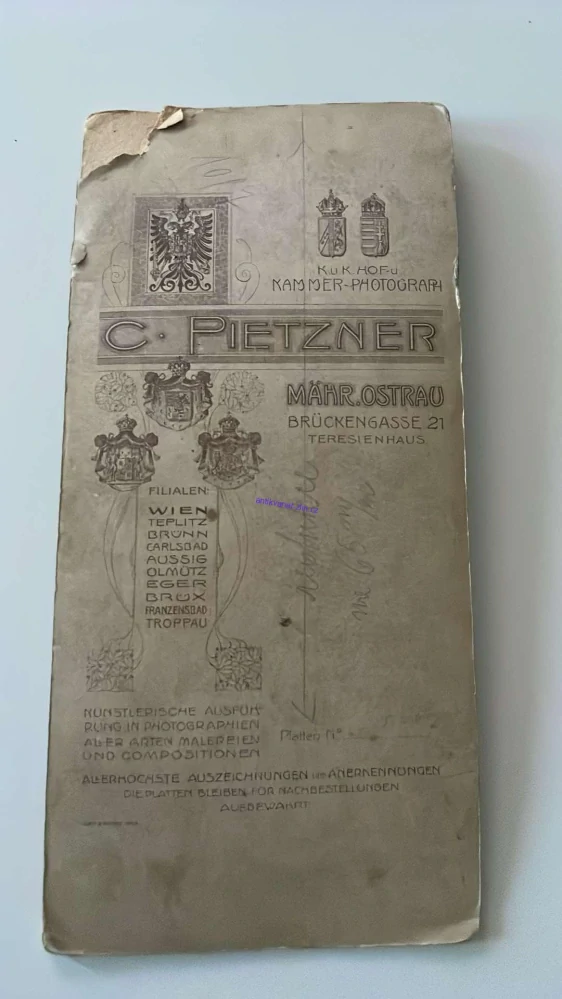 K.u.K. HOF-u
KAMMER-PHOTOGRAPH
C. PIETZNER
MÄHR. OSTRAU
BRÜCKENGASSE 21
TERESIENHAUS
FILIALEN:
WIEN
TEPLITZ
BRÜNN
CARLSBAD
AUSSIG
OLMÜTZ
EGER
BRÜX
FRANZENSBAD
TROPPAU
KÜNSTLERISCHE AUSFÜH-
RUNG IN PHOTOGRAPHIEN
ALLER ARTEN MALEREIEN
UND COMPOSITIONEN
Platten No
ALLERHÖCHSTE AUSZEICHNUNGEN UND ANERKENNUNGEN
DIE PLATTEN BLEIBEN FÜR NACHBESTELLUNGEN
AUFBEWAHRT